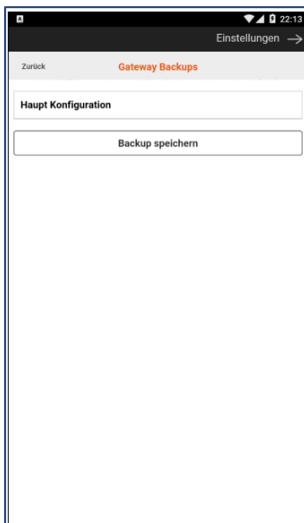 22:13
Einstellungen →
Zurück
Gateway Backups
Haupt Konfiguration
Backup speichern